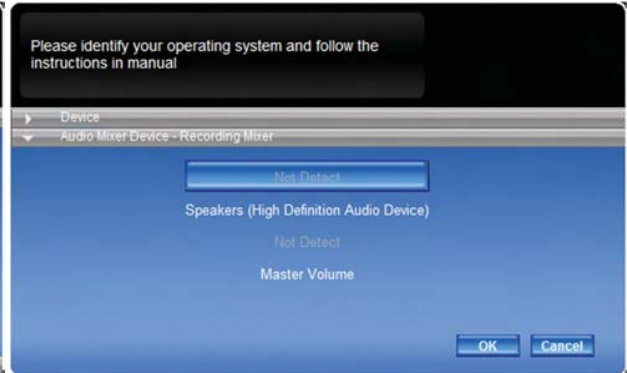 Please identify your operating system and follow the
instructions in manual
Device
Audio Mixer Device - Recording Mixer
Not Detect
Speakers (High Definition Audio Device)
Not Detect
Master Volume
OK Cancel